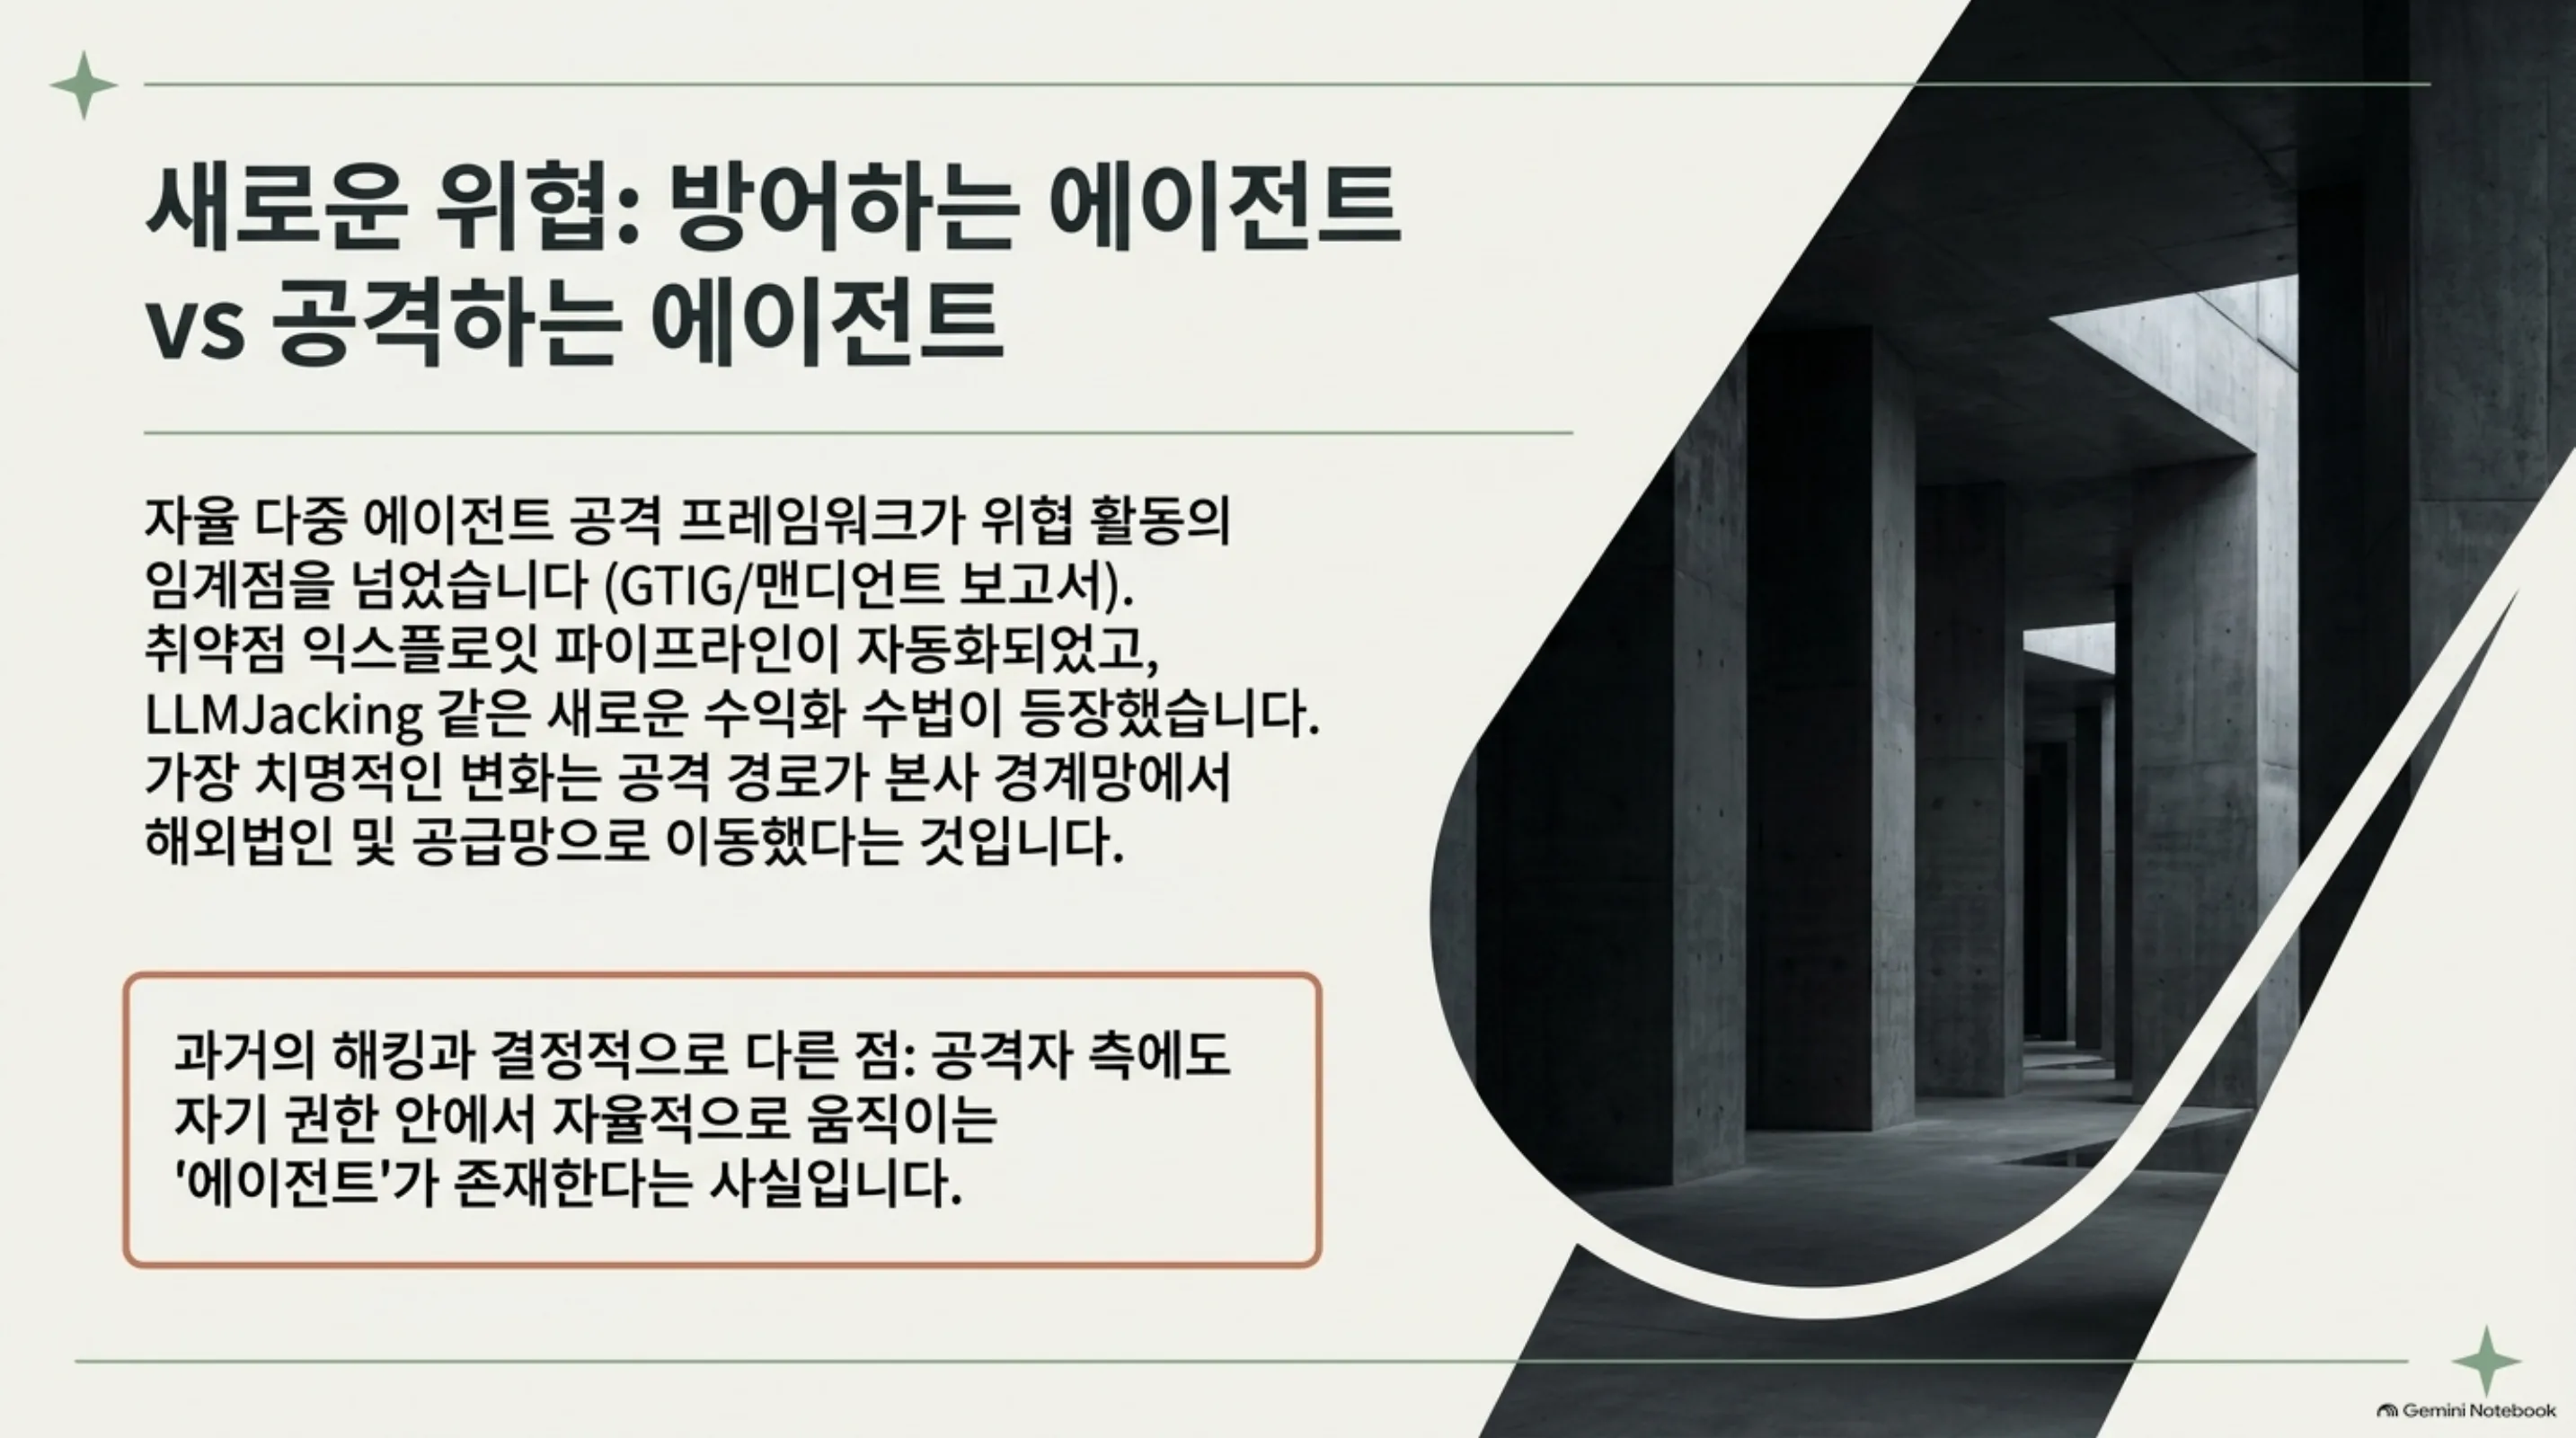 새로운 위협: 방어하는 에이전트
vs 공격하는 에이전트
자율 다중 에이전트 공격 프레임워크가 위협 활동의
임계점을 넘었습니다 (GTIG/맨디언트 보고서).
취약점 익스플로잇 파이프라인이 자동화되었고,
LLMJacking 같은 새로운 수익화 수법이 등장했습니다.
가장 치명적인 변화는 공격 경로가 본사 경계망에서
해외법인 및 공급망으로 이동했다는 것입니다.
과거의 해킹과 결정적으로 다른 점: 공격자 측에도
자기 권한 안에서 자율적으로 움직이는
'에이전트'가 존재한다는 사실입니다.
Gemini Notebook